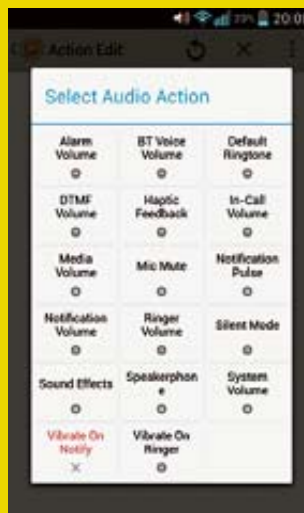 20:0
Action Edit
Select Audio Action
Alarm
Volume
BT Voice
Volume
Default
Ringtone
DTMF
Volume
Haptic
Feedback
In-Call
Volume
Media
Volume
Mic Mute
Notification
Pulse
Notification
Volume
Ringer
Volume
Silent Mode
Sound Effects
Speakerphon
e
System
Volume
Vibrate On
Notify
Vibrate On
Ringer